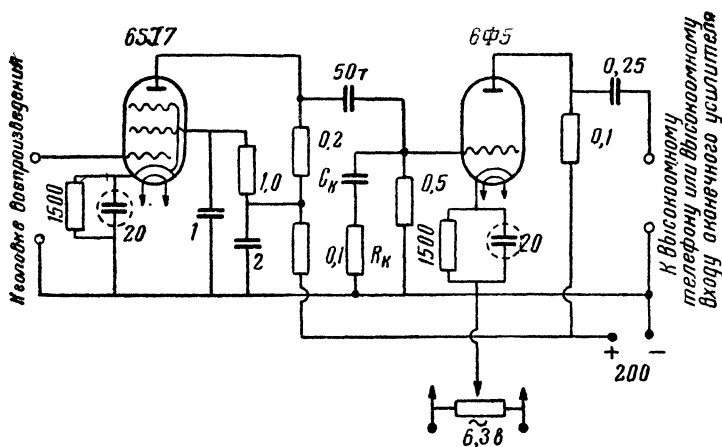 6SJ7
6Ф5
50т
0,25
0,2
0,1
1,0
Cк
0,5
1500
20
1
2
0,1
Rк
1500
20
+
-
200
~
6,3в
К головке воспроизведения
К высокоомному
телефону или высокоомному
входу оконечного усилителя